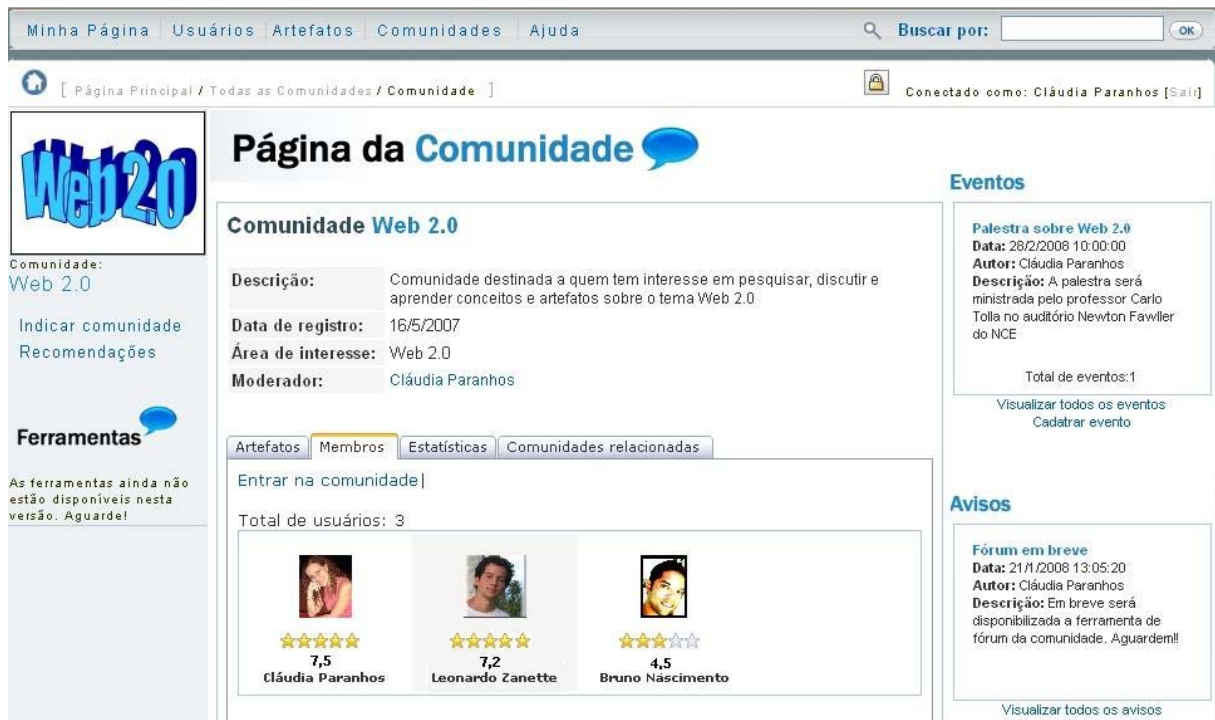 Minha Página Usuários Artefatos Comunidades Ajuda
Buscar por: OK
[ Página Principal / Todas as Comunidades / Comunidade ]
Conectado como: Cláudia Paranhos [Sair]
Web 2.0
Comunidade:
Web 2.0
Indicar comunidade
Recomendações
Ferramentas
As ferramentas ainda não
estão disponíveis nesta
versão. Aguarde!
Página da Comunidade
Comunidade Web 2.0
Descrição: Comunidade destinada a quem tem interesse em pesquisar, discutir e
aprender conceitos e artefatos sobre o tema Web 2.0
Data de registro: 16/5/2007
Área de interesse: Web 2.0
Moderador: Cláudia Paranhos
Artefatos Membros Estatísticas Comunidades relacionadas
Entrar na comunidade|
Total de usuários: 3
7,5 7,2 4,5
Cláudia Paranhos Leonardo Zanette Bruno Nascimento
Eventos
Palestra sobre Web 2.0
Data: 28/2/2008 10:00:00
Autor: Cláudia Paranhos
Descrição: A palestra será
ministrada pelo professor Carlo
Tolla no auditório Newton Fawller
do NCE
Total de eventos:1
Visualizar todos os eventos
Cadatrar evento
Avisos
Fórum em breve
Data: 21/1/2008 13:05:20
Autor: Cláudia Paranhos
Descrição: Em breve será
disponibilizada a ferramenta de
fórum da comunidade. Aguardem!!
Visualizar todos os avisos